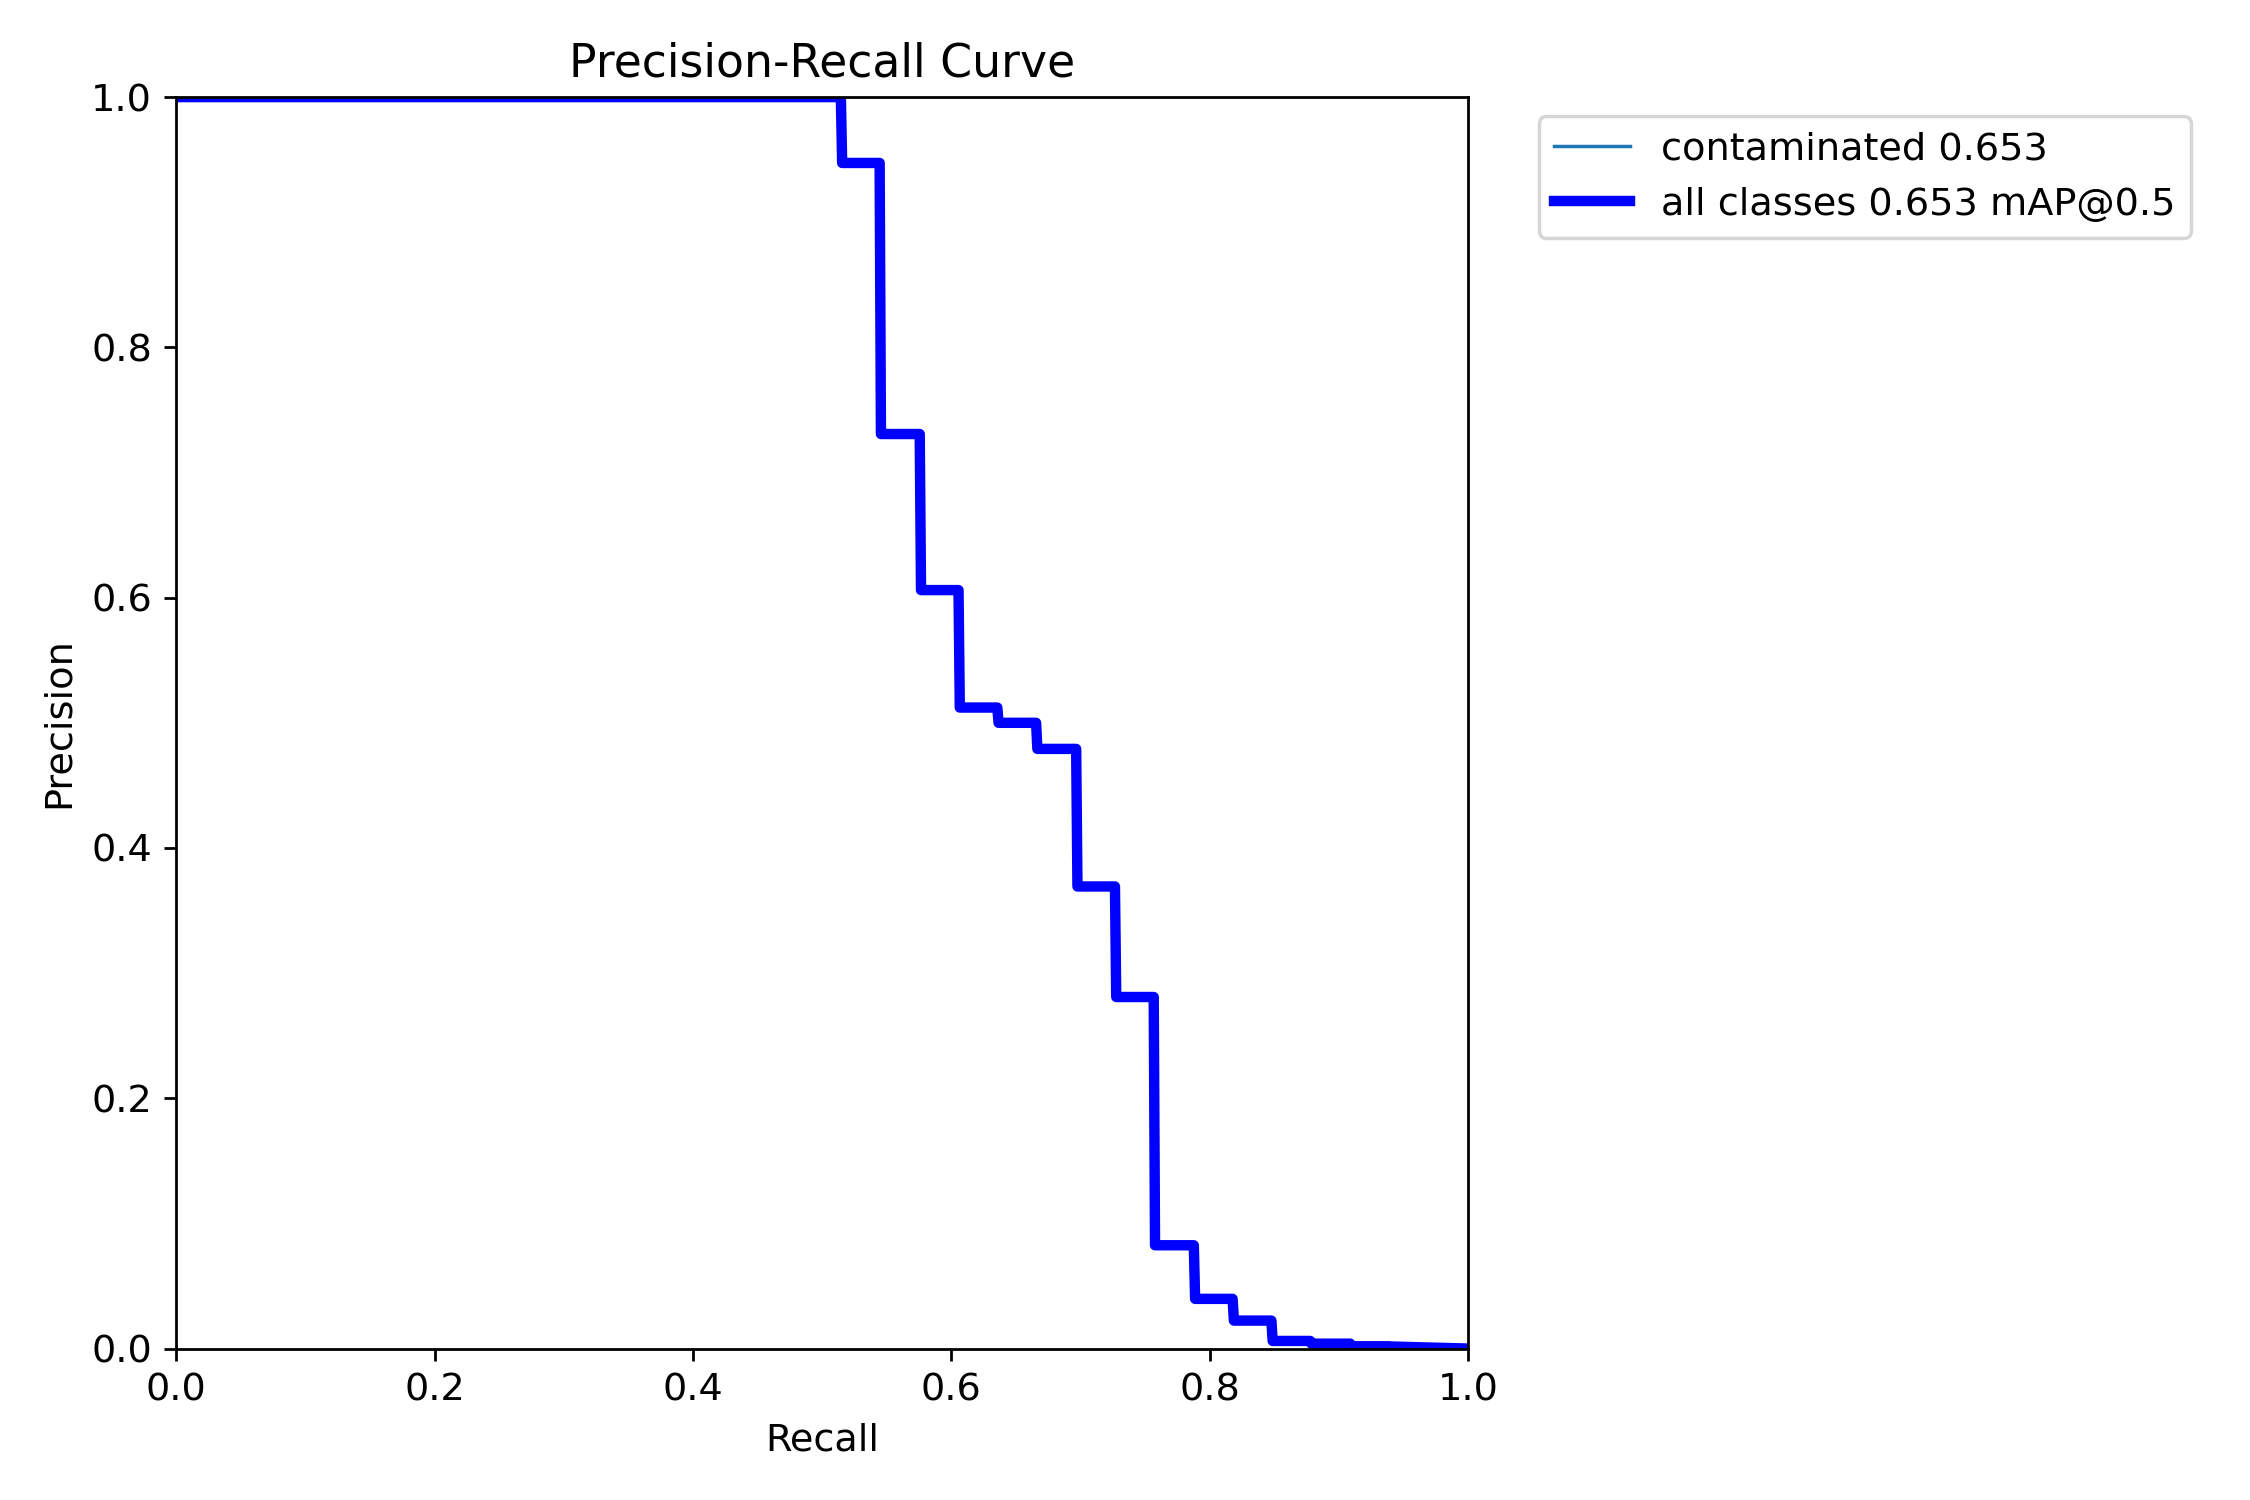 Precision-Recall Curve
1.0
0.8
0.6
0.4
0.2
0.0
Precision
0.0 0.2 0.4 0.6 0.8 1.0
Recall
contaminated 0.653
all classes 0.653 mAP@0.5